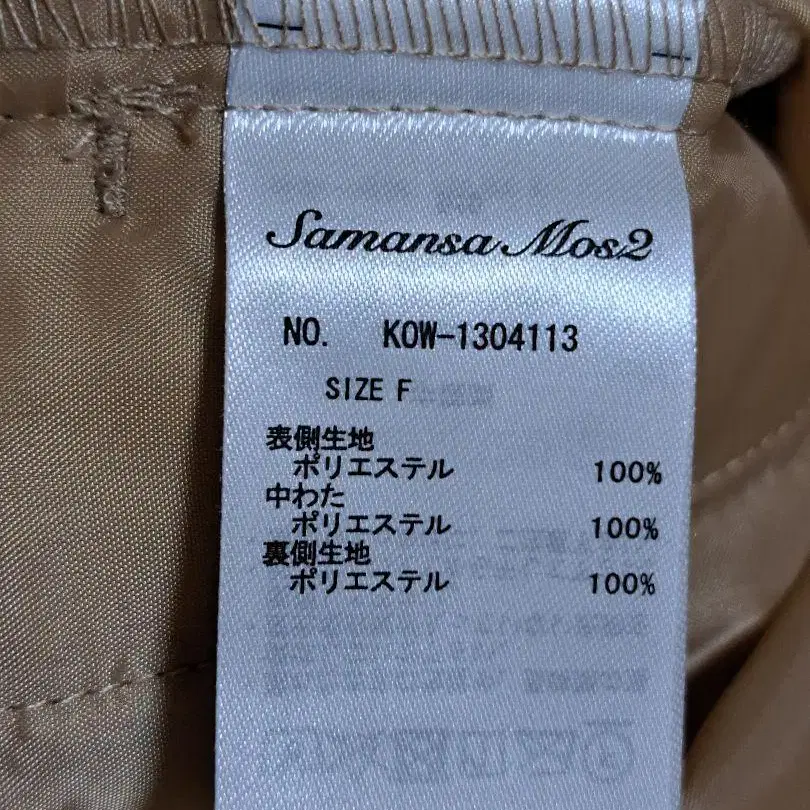 Samansa Mos2
NO. KOW-1304113
SIZE F
表側生地
ポリエステル 100%
中わた
ポリエステル 100%
裏側生地
ポリエステル 100%